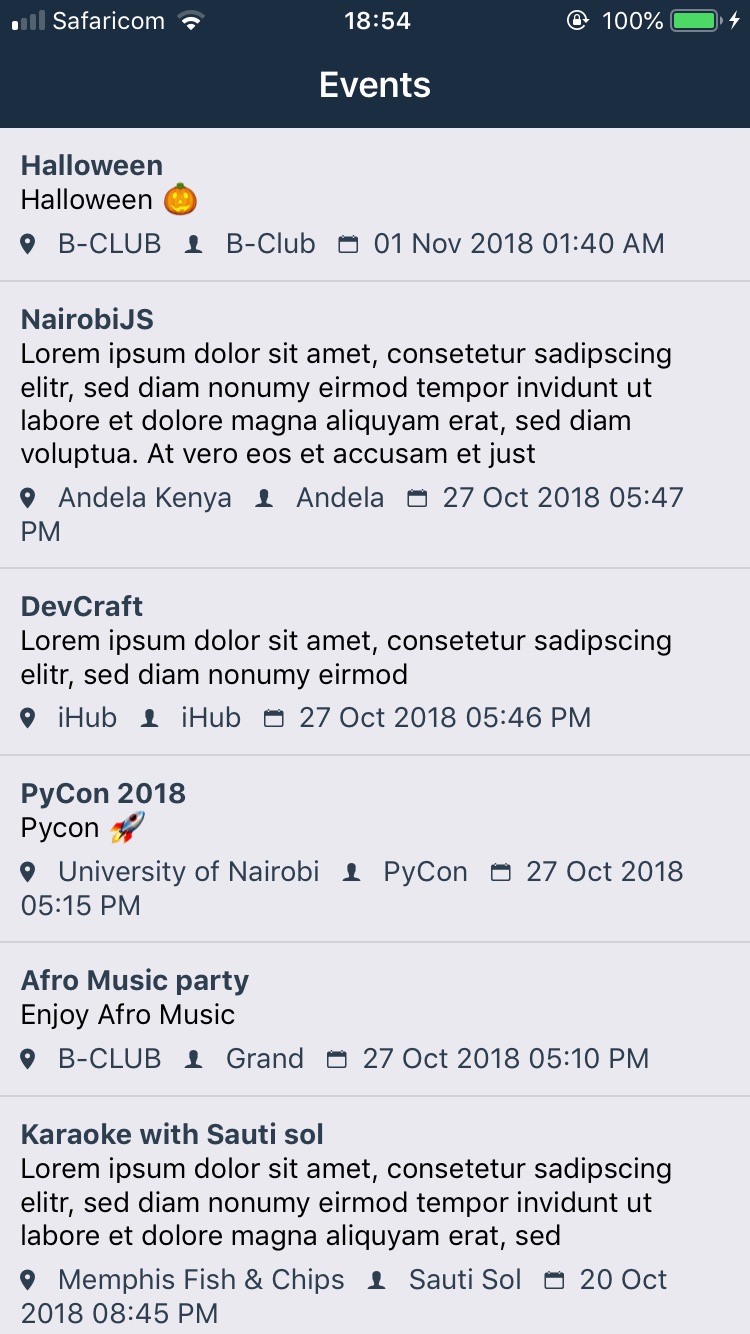 Safaricom 18:54 100%
Events
Halloween
Halloween 🎃
B-CLUB B-Club 01 Nov 2018 01:40 AM
NairobiJS
Lorem ipsum dolor sit amet, consetetur sadipscing
elitr, sed diam nonumy eirmod tempor invidunt ut
labore et dolore magna aliquyam erat, sed diam
voluptua. At vero eos et accusam et just
Andela Kenya Andela 27 Oct 2018 05:47
PM
DevCraft
Lorem ipsum dolor sit amet, consetetur sadipscing
elitr, sed diam nonumy eirmod
iHub iHub 27 Oct 2018 05:46 PM
PyCon 2018
Pycon 🚀
University of Nairobi PyCon 27 Oct 2018
05:15 PM
Afro Music party
Enjoy Afro Music
B-CLUB Grand 27 Oct 2018 05:10 PM
Karaoke with Sauti sol
Lorem ipsum dolor sit amet, consetetur sadipscing
elitr, sed diam nonumy eirmod tempor invidunt ut
labore et dolore magna aliquyam erat, sed
Memphis Fish & Chips Sauti Sol 20 Oct
2018 08:45 PM